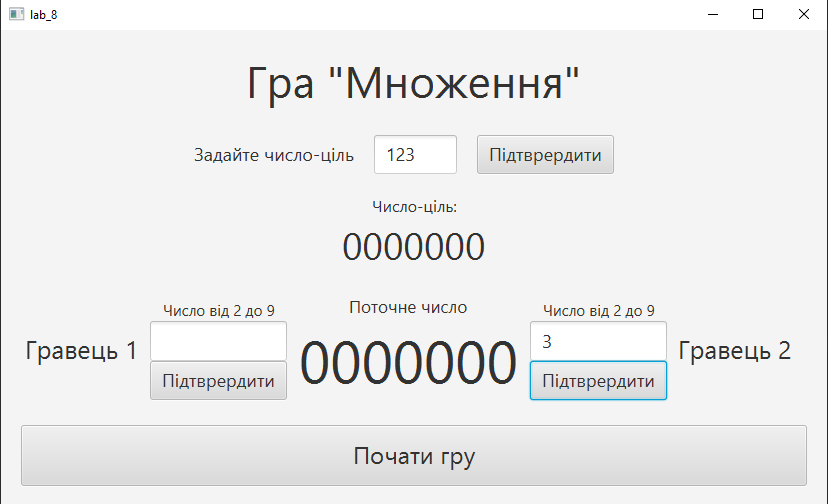 lab_8
Гра "Множення"
Задайте число-ціль 123 Підтврердити
Число-ціль:
0000000
Число від 2 до 9 Поточне число Число від 2 до 9
3
Гравець 1 0000000 Гравець 2
Підтврердити Підтврердити
Почати гру